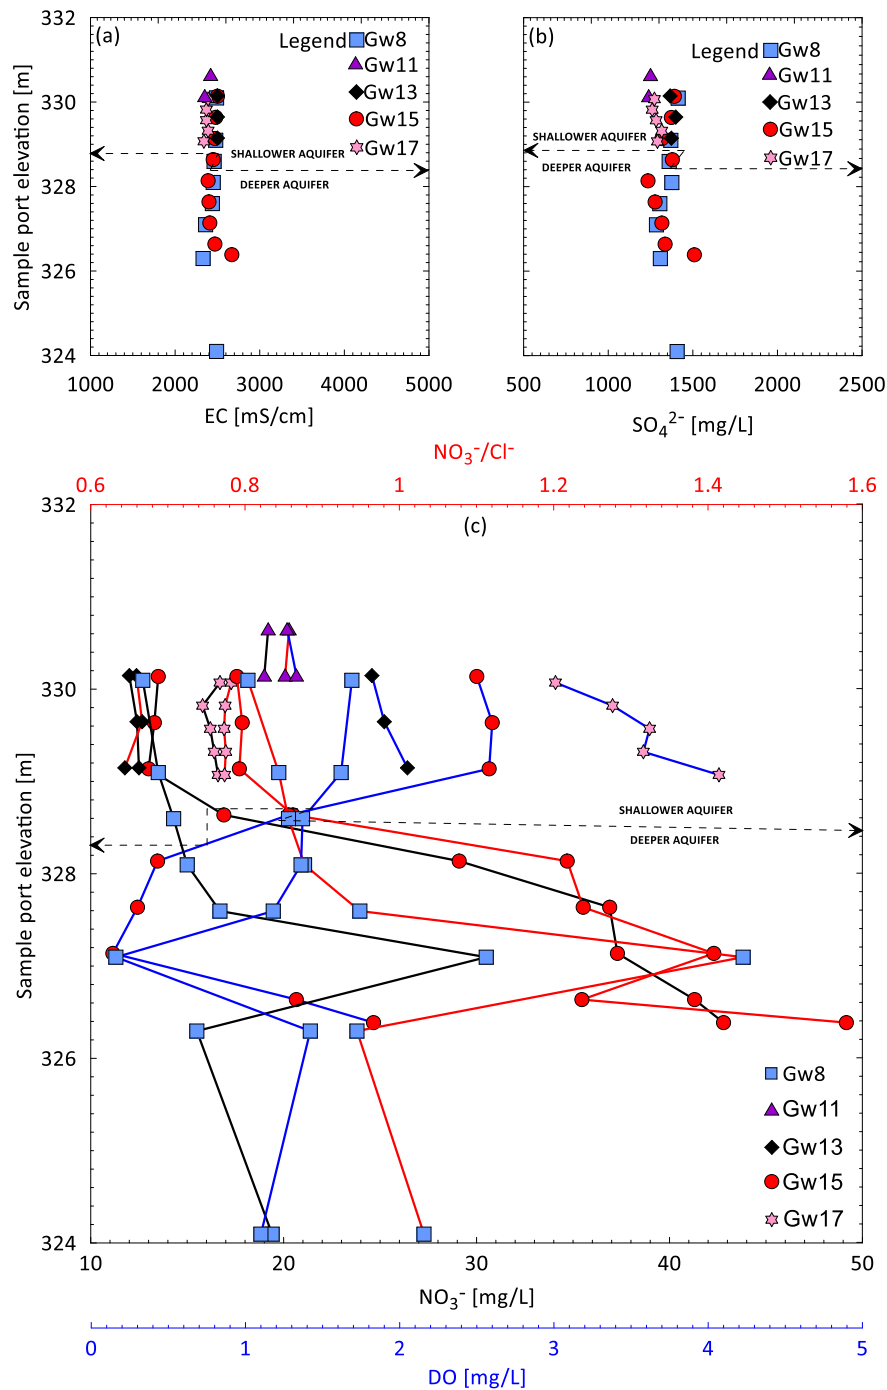 (a)
Legend
Gw8
Gw11
Gw13
Gw15
Gw17
SHALLOWER AQUIFER
DEEPER AQUIFER
332
330
328
326
324
Sample port elevation [m]
1000 2000 3000 4000 5000
EC [mS/cm]
(b)
Legend
Gw8
Gw11
Gw13
Gw15
Gw17
SHALLOWER AQUIFER
DEEPER AQUIFER
500 1000 2000 2500
SO₄²⁻ [mg/L]
NO₃⁻/Cl⁻
0.6 0.8 1 1.2 1.4 1.6
(c)
332
330
328
326
324
Sample port elevation [m]
SHALLOWER AQUIFER
DEEPER AQUIFER
Gw8
Gw11
Gw13
Gw15
Gw17
10 20 30 40 50
NO₃⁻ [mg/L]
0 1 2 3 4 5
DO [mg/L]